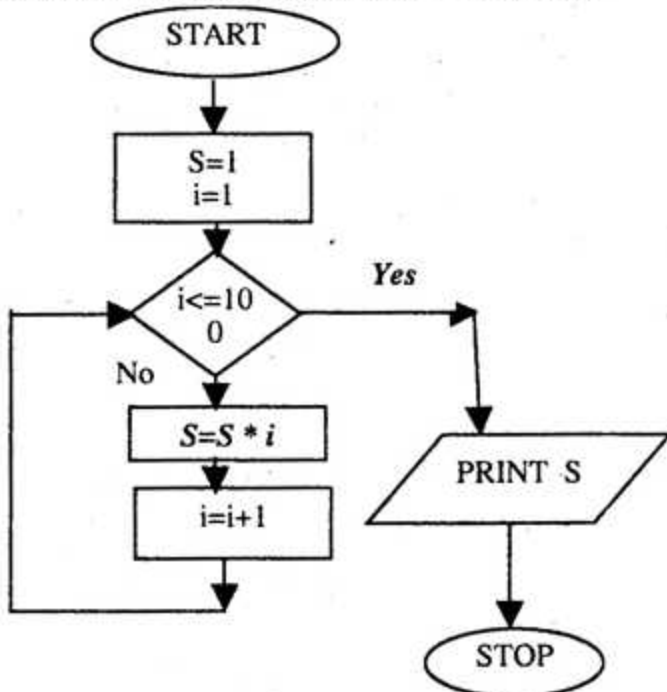 START
S=1
i=1
i<=10
0
Yes
No
S=S * i
i=i+1
PRINT S
STOP